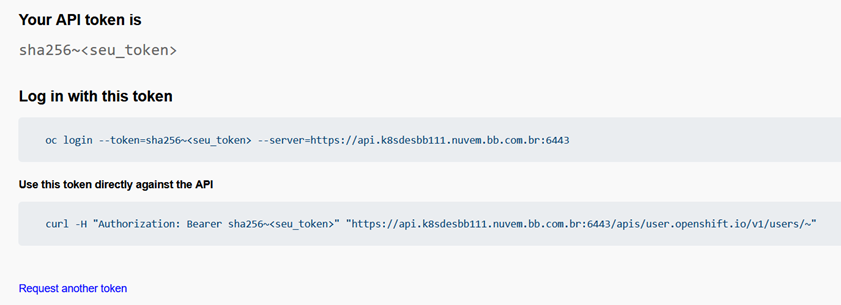 Your API token is
sha256~<seu_token>
Log in with this token
oc login --token=sha256~<seu_token> --server=https://api.k8sdesbb111.nuvem.bb.com.br:6443
Use this token directly against the API
curl -H "Authorization: Bearer sha256~<seu_token>" "https://api.k8sdesbb111.nuvem.bb.com.br:6443/apis/user.openshift.io/v1/users/~"
Request another token